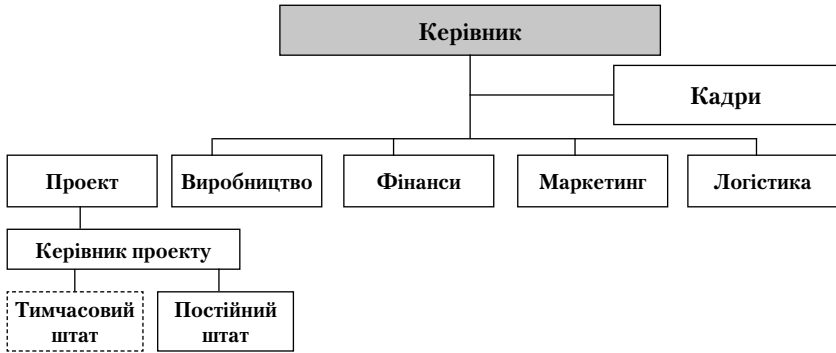 Керівник
Кадри
Проект
Виробництво
Фінанси
Маркетинг
Логістика
Керівник проекту
Тимчасовий
штат
Постійний
штат